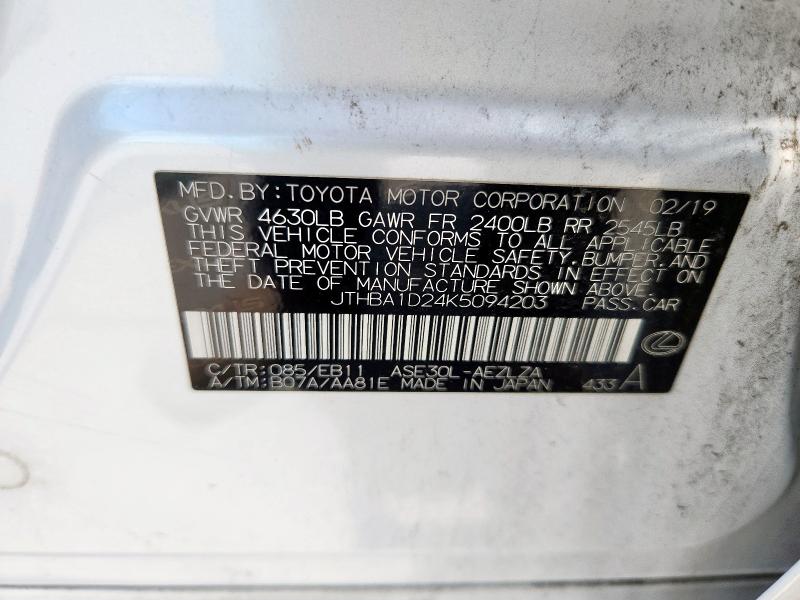 MFD. BY: TOYOTA MOTOR CORPORATION 02/19
GVWR 4630LB GAWR FR 2400LB RR 2545LB
THIS VEHICLE CONFORMS TO ALL APPLICABLE
FEDERAL MOTOR VEHICLE SAFETY, BUMPER, AND
THEFT PREVENTION STANDARDS IN EFFECT ON
THE DATE OF MANUFACTURE SHOWN ABOVE.
JTHBA1D24K5094203 PASS. CAR
C/TR: 085/EB11 ASE30L-AEZLZA
A/TM: B07A/AA81E MADE IN JAPAN 433 A